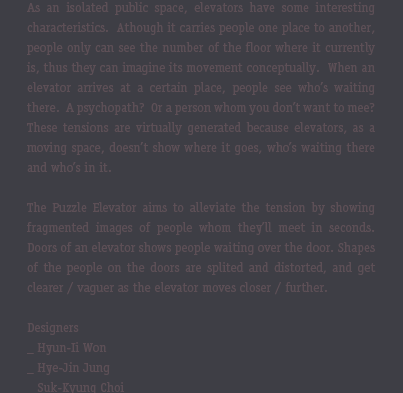 As an isolated public space, elevators have some interesting
characteristics. Athough it carries people one place to another,
people only can see the number of the floor where it currently
is, thus they can imagine its movement conceptually. When an
elevator arrives at a certain place, people see who's waiting
there. A psychopath? Or a person whom you don't want to mee?
These tensions are virtually generated because elevators, as a
moving space, doesn't show where it goes, who's waiting there
and who's in it.
The Puzzle Elevator aims to alleviate the tension by showing
fragmented images of people whom they'll meet in seconds.
Doors of an elevator shows people waiting over the door. Shapes
of the people on the doors are splited and distorted, and get
clearer / vaguer as the elevator moves closer / further.
Designers
_ Hyun-Il Won
_ Hye-Jin Jung
_ Suk-Kyung Choi